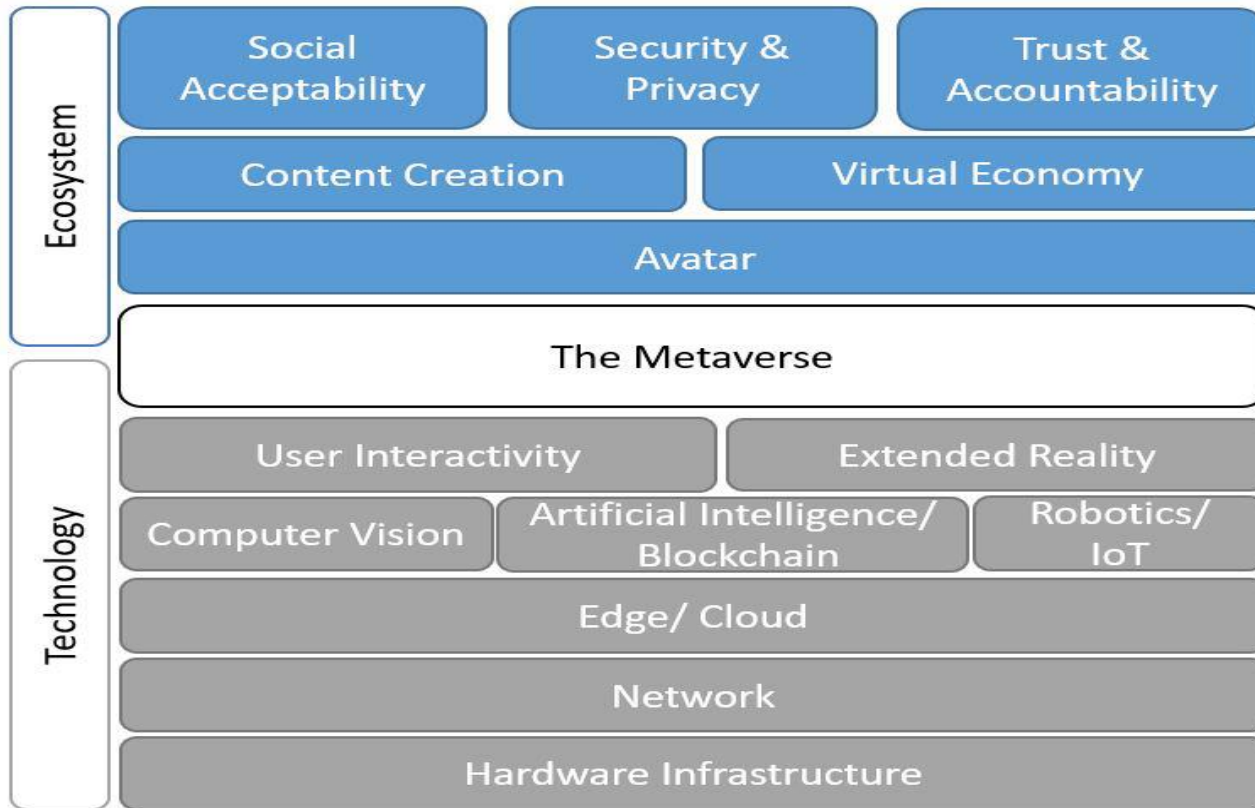 Ecosystem
Social
Acceptability
Security &
Privacy
Trust &
Accountability
Content Creation
Virtual Economy
Avatar
The Metaverse
Technology
User Interactivity
Extended Reality
Computer Vision
Artificial Intelligence/
Blockchain
Robotics/
IoT
Edge/ Cloud
Network
Hardware Infrastructure